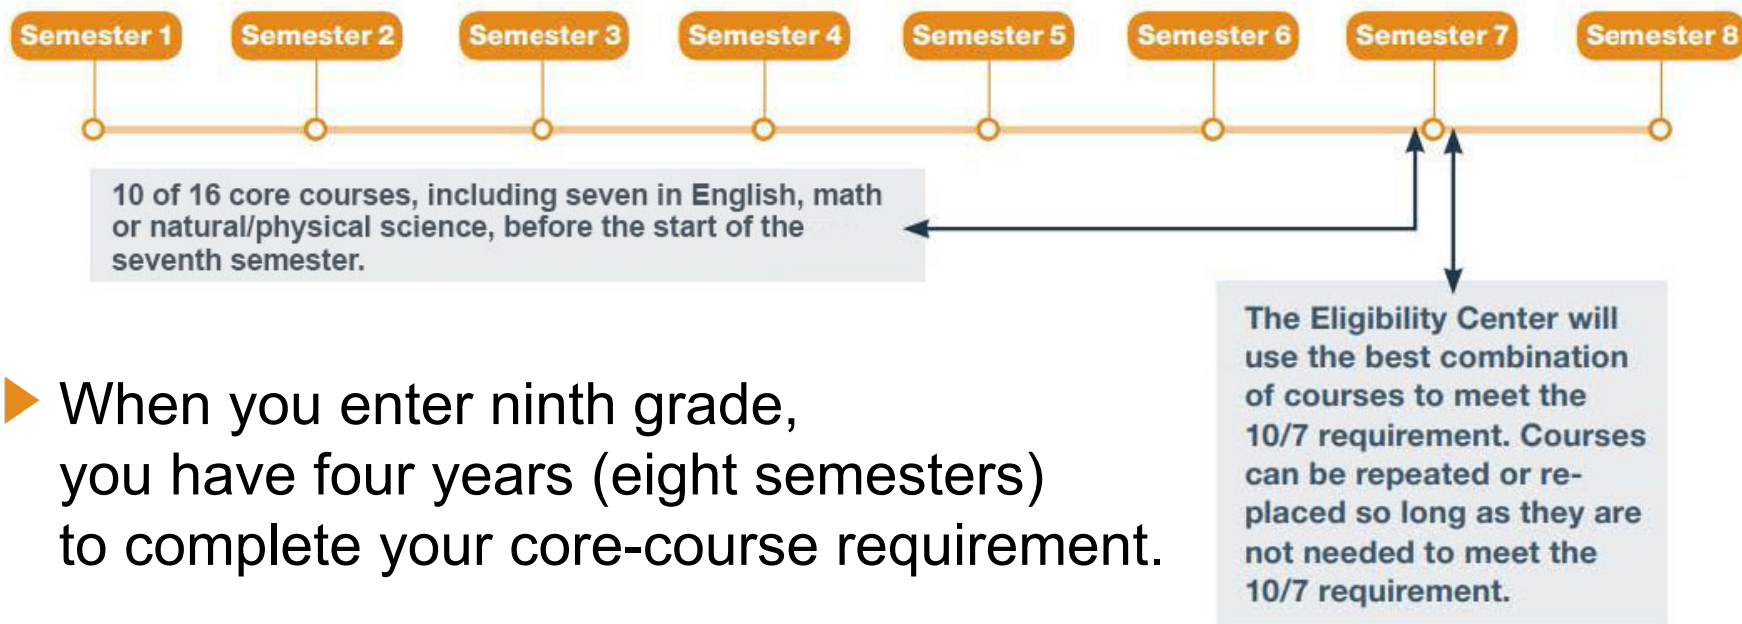 Semester 1
Semester 2
Semester 3
Semester 4
Semester 5
Semester 6
Semester 7
Semester 8
10 of 16 core courses, including seven in English, math
or natural/physical science, before the start of the
seventh semester.
The Eligibility Center will
use the best combination
of courses to meet the
10/7 requirement. Courses
can be repeated or re-
placed so long as they are
not needed to meet the
10/7 requirement.
When you enter ninth grade,
you have four years (eight semesters)
to complete your core-course requirement.